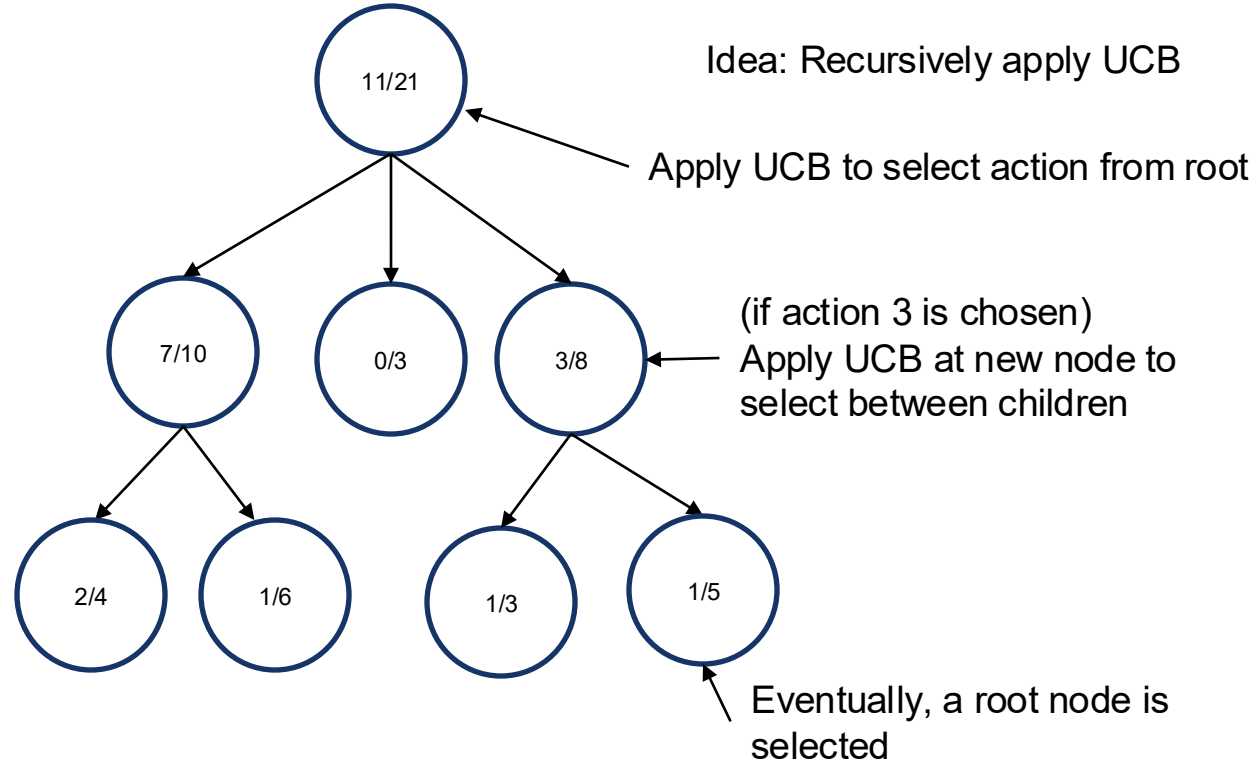 11/21
Idea: Recursively apply UCB
Apply UCB to select action from root
7/10
0/3
3/8
(if action 3 is chosen)
Apply UCB at new node to
select between children
2/4
1/6
1/3
1/5
Eventually, a root node is
selected